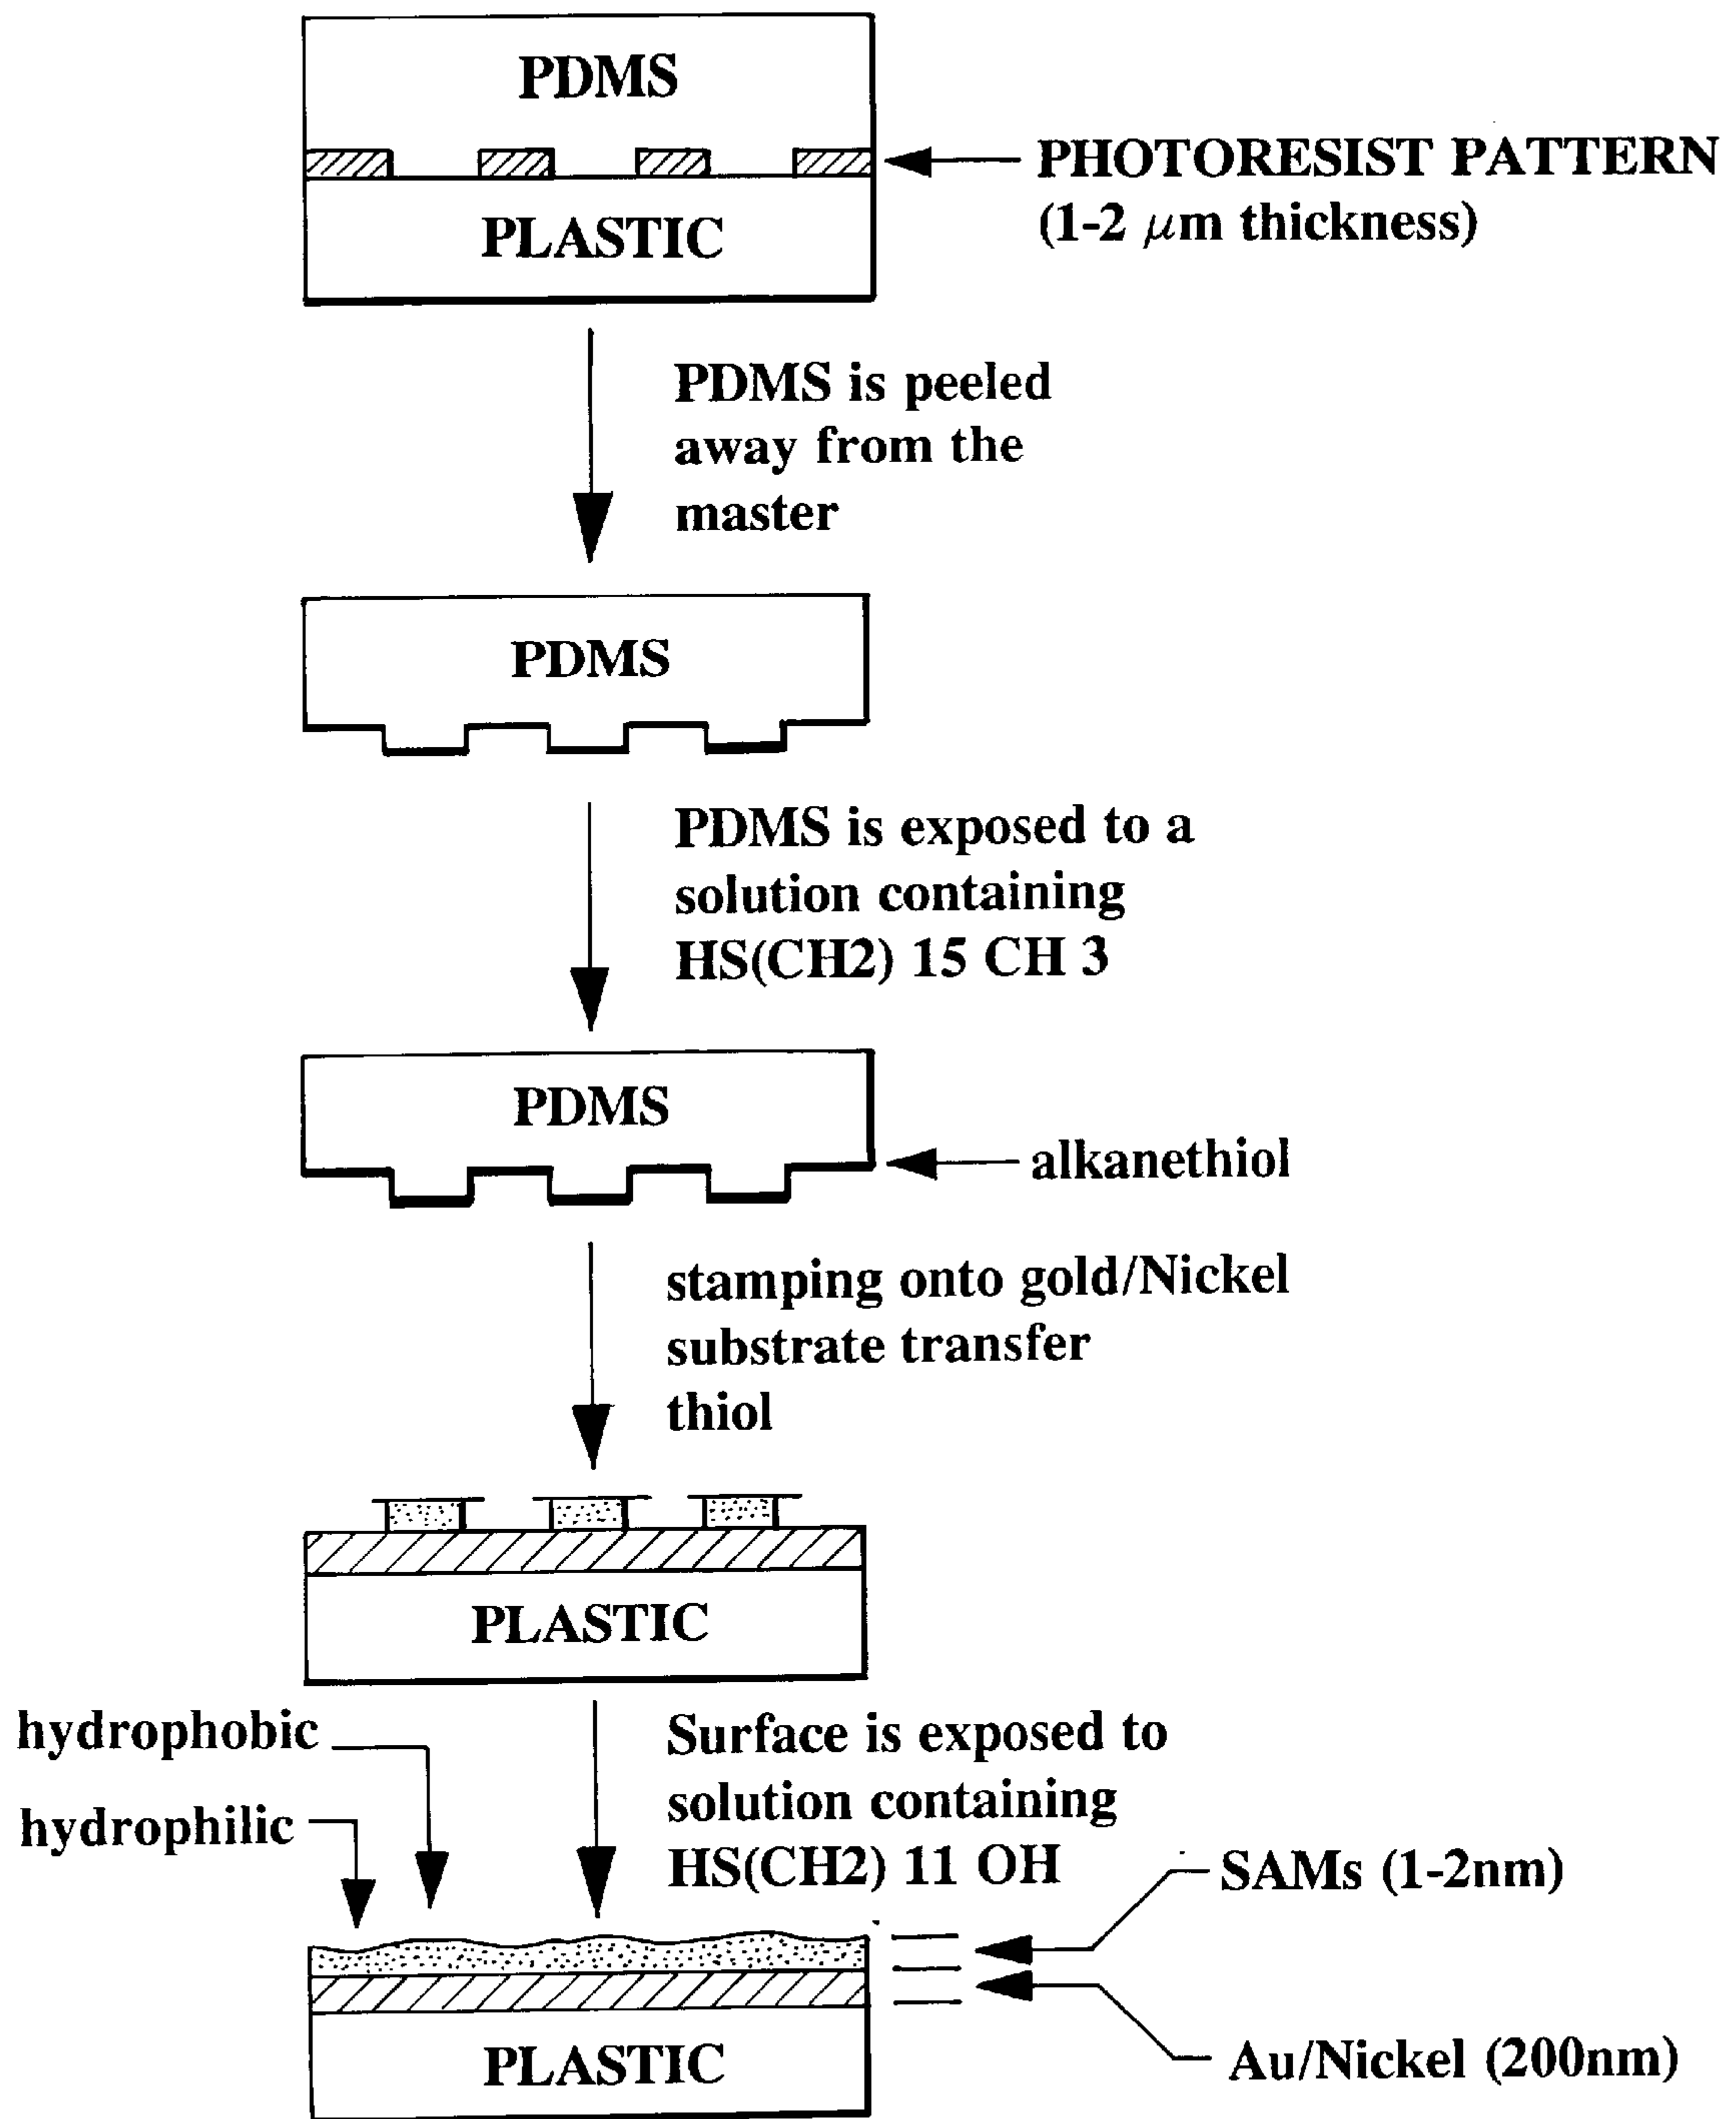 PDMS
PHOTORESIST PATTERN
(1-2 μm thickness)
PLASTIC
PDMS is peeled
away from the
master
PDMS
PDMS is exposed to a
solution containing
HS(CH2) 15 CH 3
PDMS
alkanethiol
stamping onto gold/Nickel
substrate transfer
thiol
PLASTIC
hydrophobic
hydrophilic
Surface is exposed to
solution containing
HS(CH2) 11 OH
SAMs (1-2nm)
PLASTIC
Au/Nickel (200nm)